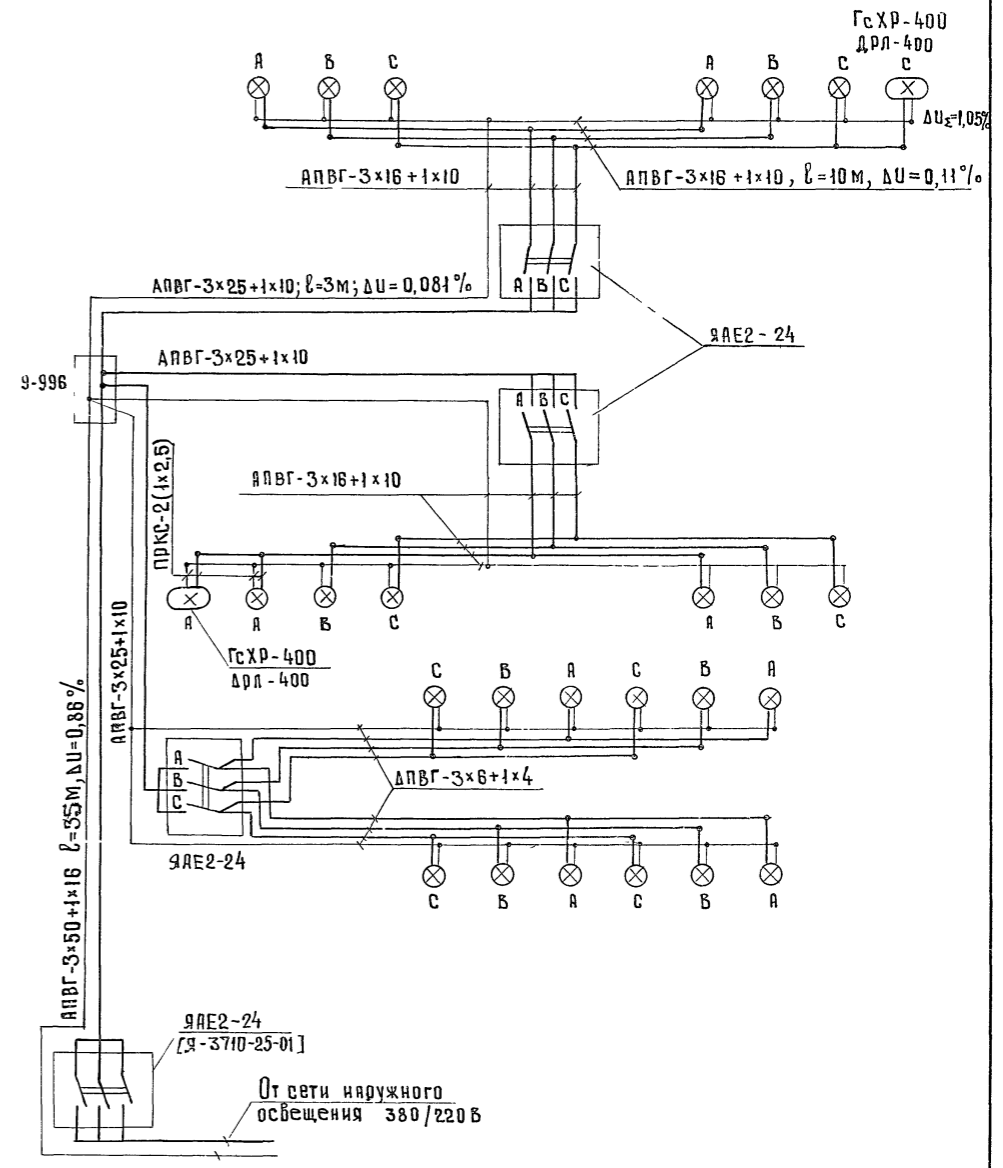 ГсХР-400
ДРЛ-400
А В С А В С С
ΔUΣ=1,05%
АПВГ-3×16+1×10
АПВГ-3×16+1×10, ℓ=10м, ΔU=0,11%
А В С
АПВГ-3×25+1×10; ℓ=3м; ΔU=0,081%
ЯАЕ2-24
АПВГ-3×25+1×10
У-996
А В С
ПРКС-2(1×2,5)
АПВГ-3×16+1×10
А А В С А В С
ГсХР-400
ДРЛ-400
АПВГ-3×25+1×10
С В А С В А
А
В
С
АПВГ-3×6+1×4
ЯАЕ2-24
С В А С В А
АПВГ-3×50+1×16 ℓ=35м, ΔU=0,86%
ЯАЕ2-24
[Я-3710-25-01]
От сети наружного
освещения 380/220 В